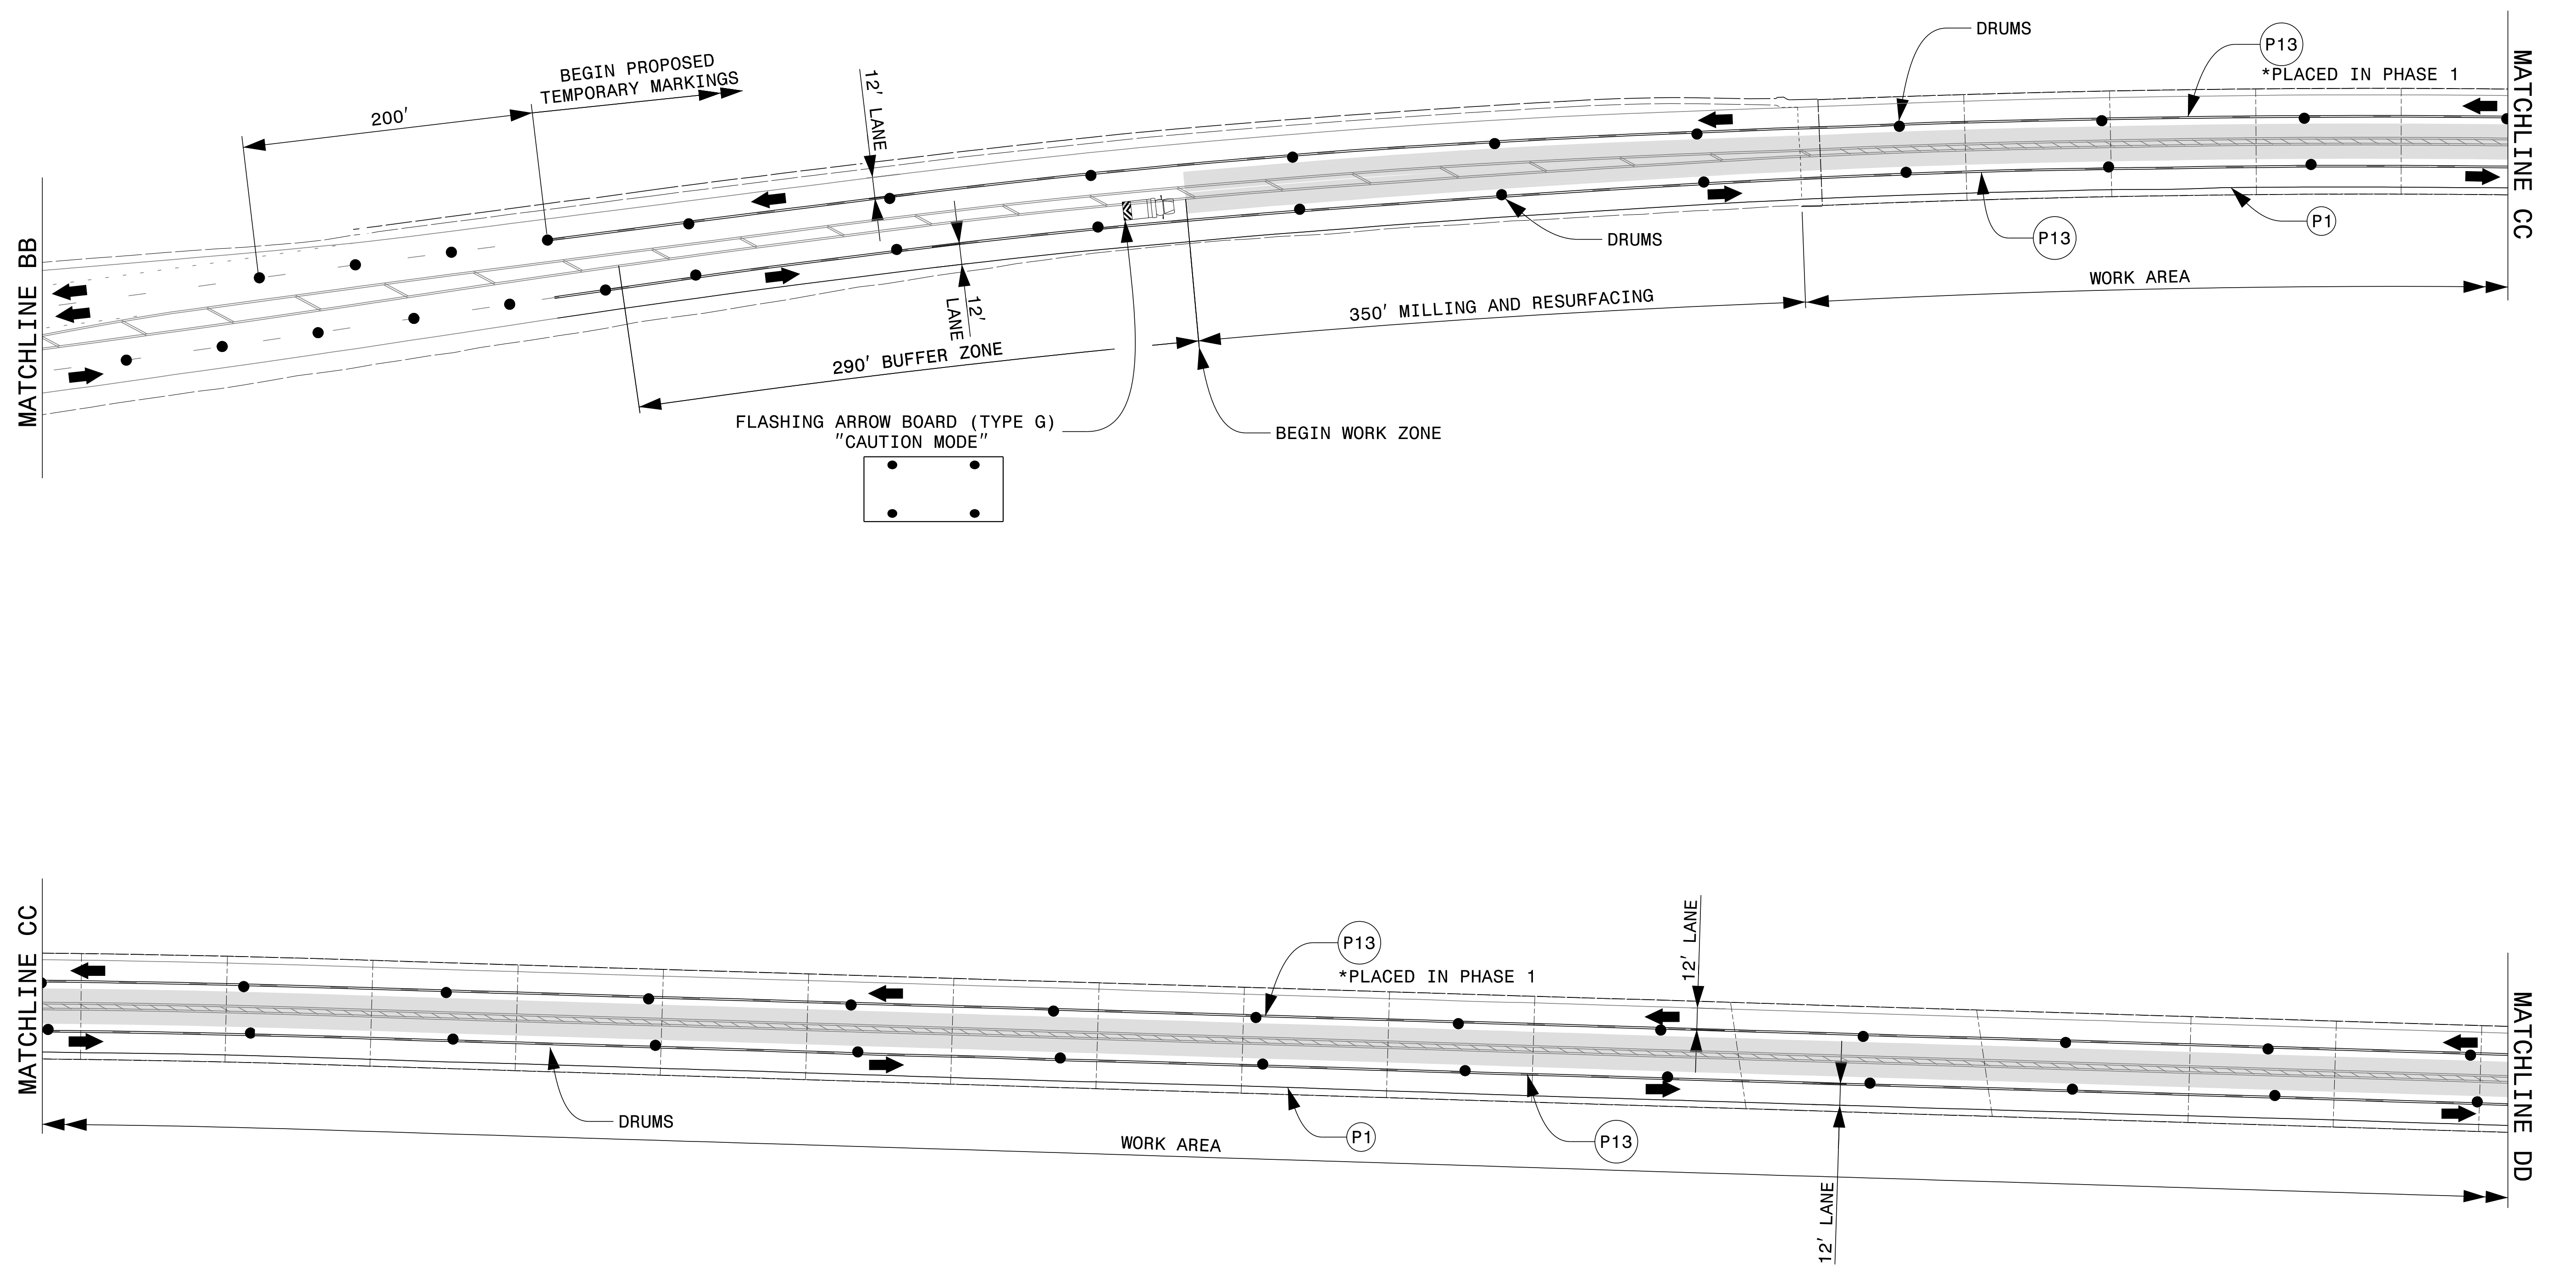 DRUMS
P13
*PLACED IN PHASE 1
BEGIN PROPOSED
TEMPORARY MARKINGS
200'
12' LANE
MATCHLINE BB
MATCHLINE CC
DRUMS
P13
P1
WORK AREA
350' MILLING AND RESURFACING
12'
LANE
290' BUFFER ZONE
FLASHING ARROW BOARD (TYPE G)
"CAUTION MODE"
BEGIN WORK ZONE
MATCHLINE CC
P13
*PLACED IN PHASE 1
12' LANE
MATCHLINE DD
DRUMS
P1
P13
WORK AREA
12' LANE